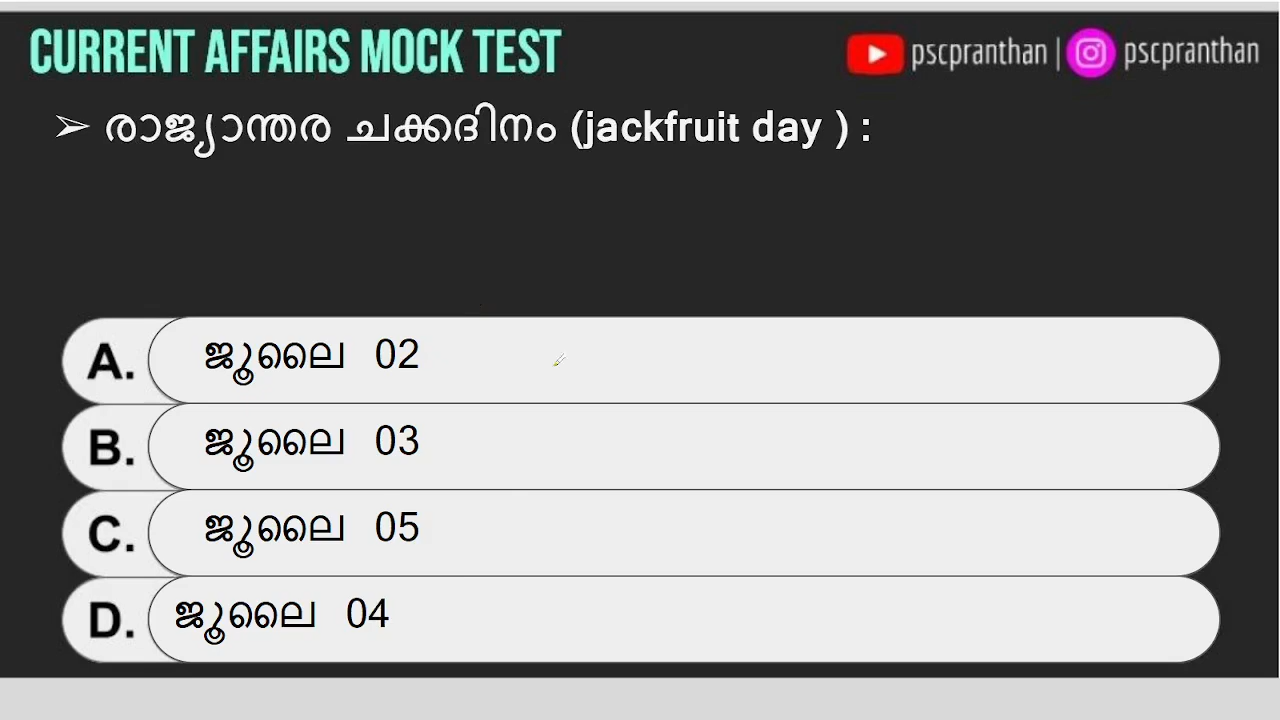 CURRENT AFFAIRS MOCK TEST
pscpranthan | pscpranthan
➢ രാജ്യാന്തര ചക്കദിനം (jackfruit day ) :
A. ജൂലൈ 02
B. ജൂലൈ 03
C. ജൂലൈ 05
D. ജൂലൈ 04